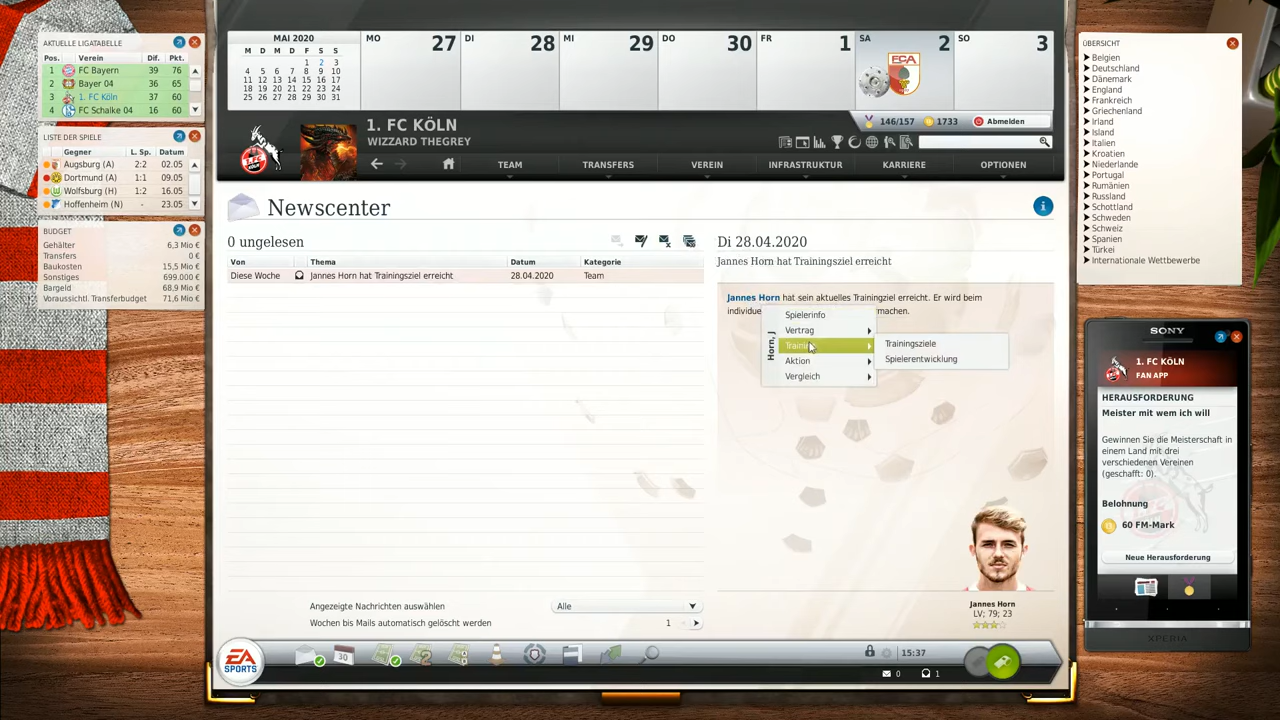 AKTUELLE LIGATABELLE
Pos. Verein Dif. Pkt.
1 FC Bayern 39 76
2 Bayer 04 36 65
3 1. FC Köln 37 60
4 FC Schalke 04 16 60
LISTE DER SPIELE
Gegner L. Sp. Dat.
Augsburg (A) 2:2 02.05
Dortmund (A) 1:1 09.05
Wolfsburg (H) 1:2 16.05
Hoffenheim (N) - 23.05
BUDGET
Gehälter 6,3 Mio €
Transfers 0 €
Baukosten 15,5 Mio €
Sonstiges 699.000 €
Bargeld 68,9 Mio €
Voraussichtl. Transferbudget 71,6 Mio €
MAI 2020
M D M D F S S
1 2 3
4 5 6 7 8 9 10
11 12 13 14 15 16 17
18 19 20 21 22 23 24
25 26 27 28 29 30 31
MO 27
DI 28
MI 29
DO 30
FR 1
SA 2
SO 3
FCA
146/157 1733 Abmelden
1. FC KÖLN
WIZZARD THEGREY
TEAM TRANSFERS VEREIN INFRASTRUKTUR KARRIERE OPTIONEN
Newscenter
0 ungelesen
Von Thema Datum Kategorie
Diese Woche Jannes Horn hat Trainingsziel erreicht 28.04.2020 Team
Angezeigte Nachrichten auswählen Alle
Wochen bis Mails automatisch gelöscht werden 1
Di 28.04.2020
Jannes Horn hat Trainingsziel erreicht
Jannes Horn hat sein aktuelles Trainingziel erreicht. Er wird beim
individue machen.
Horn, J
Spielerinfo
Vertrag
Traini
Aktion
Vergleich
Trainingsziele
Spielerentwicklung
Jannes Horn
LV; 79; 23
EA
SPORTS
30
2
15:37
0 1
ÜBERSICHT
Belgien
Deutschland
Dänemark
England
Frankreich
Griechenland
Irland
Island
Italien
Kroatien
Niederlande
Portugal
Rumänien
Russland
Schottland
Schweden
Schweiz
Spanien
Türkei
Internationale Wettbewerbe
SONY
1. FC KÖLN
FAN APP
HERAUSFORDERUNG
Meister mit wem ich will
Gewinnen Sie die Meisterschaft in
einem Land mit drei
verschiedenen Vereinen
(geschafft: 0).
Belohnung
60 FM-Mark
Neue Herausforderung
XPERIA